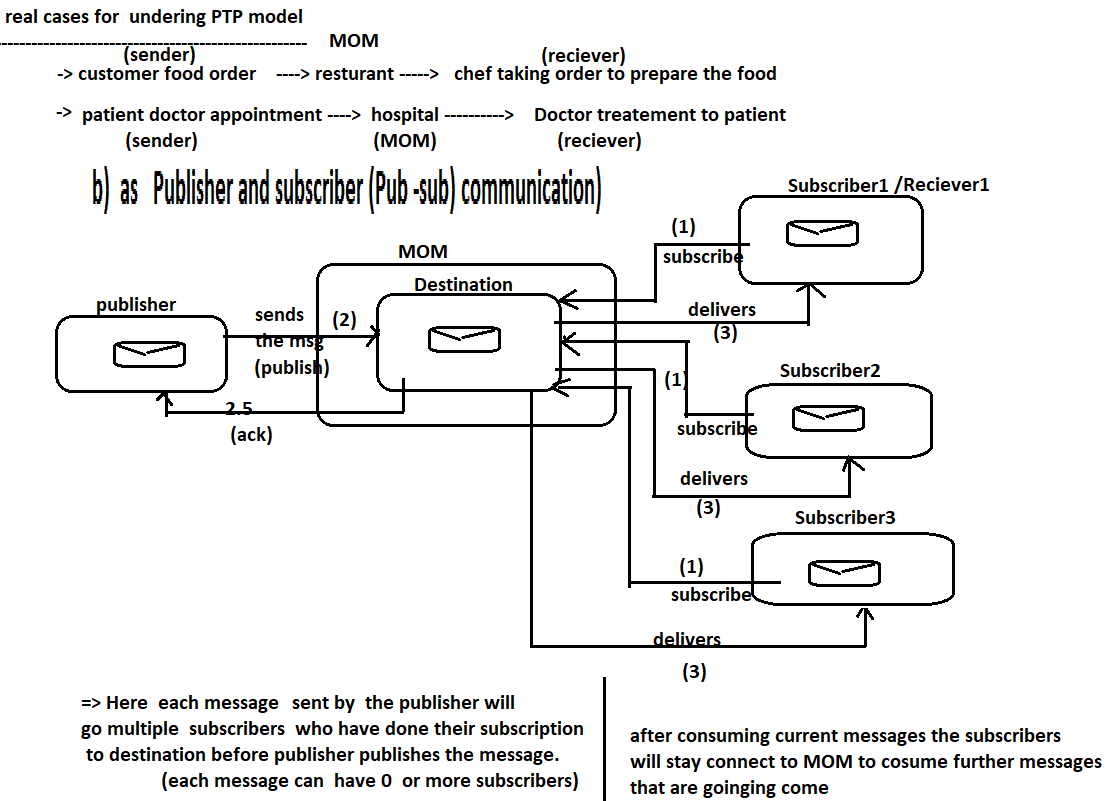 real cases for undering PTP model
------------------------------------------------------- MOM
(sender) (reciever)
-> customer food order ----> resturant -----> chef taking order to prepare the food
-> patient doctor appointment ----> hospital ----------> Doctor treatement to patient
(sender) (MOM) (reciever)
b) as Publisher and subscriber (Pub -sub) communication)
Subscriber1 /Reciever1
(1)
subscribe
MOM
Destination
publisher
sends
the msg
(publish)
(2)
delivers
(3)
2.5
(ack)
Subscriber2
(1)
subscribe
delivers
(3)
Subscriber3
(1)
subscribe
delivers
(3)
=> Here each message sent by the publisher will
go multiple subscribers who have done their subscription
to destination before publisher publishes the message.
(each message can have 0 or more subscribers)
after consuming current messages the subscribers
will stay connect to MOM to cosume further messages
that are goinging come